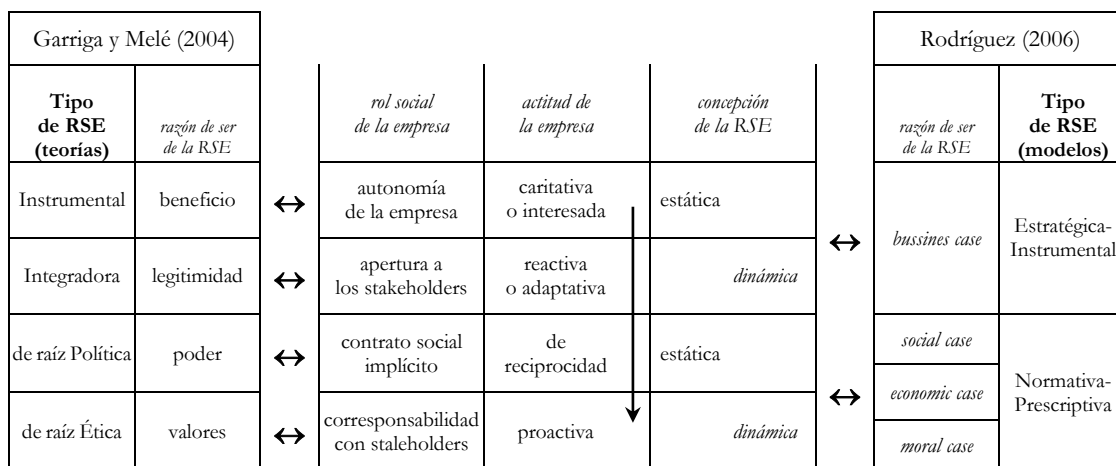 Garriga y Melé (2004)
Rodríguez (2006)
Tipo
de RSE
(teorías)
razón de ser
de la RSE
rol social
de la empresa
actitud de
la empresa
concepción
de la RSE
razón de ser
de la RSE
Tipo
de RSE
(modelos)
Instrumental
beneficio
↔
autonomía
de la empresa
caritativa
o interesada
estática
Integradora
legitimidad
↔
apertura a
los stakeholders
reactiva
o adaptativa
dinámica
↔
bussines case
Estratégica-
Instrumental
de raíz Política
poder
↔
contrato social
implícito
de
reciprocidad
estática
de raíz Ética
valores
↔
corresponsabilidad
con staleholders
proactiva
dinámica
↔
social case
economic case
moral case
Normativa-
Prescriptiva